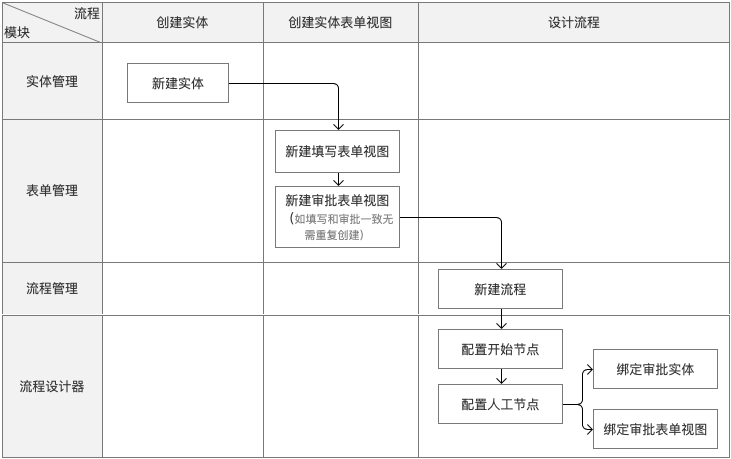 流程
模块
创建实体
创建实体表单视图
设计流程
实体管理
新建实体
表单管理
新建填写表单视图
新建审批表单视图
(如填写和审批一致无
需重复创建)
流程管理
新建流程
流程设计器
配置开始节点
配置人工节点
绑定审批实体
绑定审批表单视图